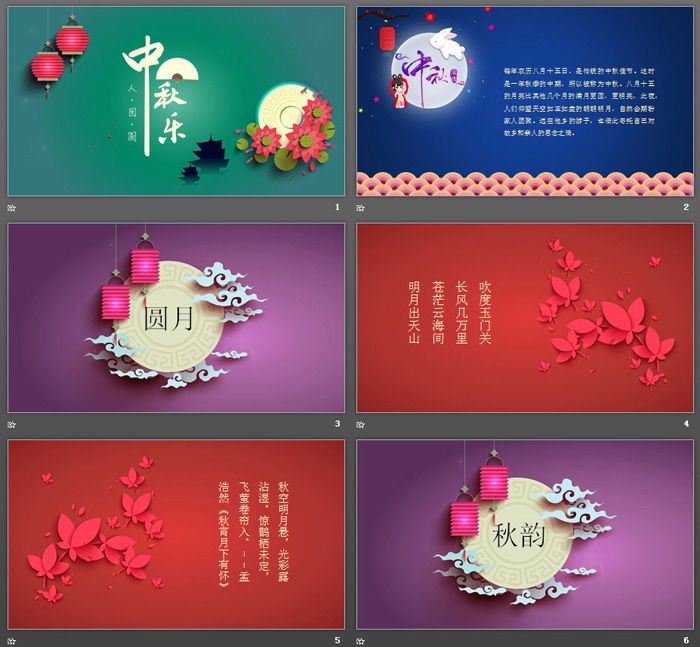 中秋乐
人·团·圆
1
中秋
每年农历八月十五日，是传统的中秋佳节。这时
是一年秋季的中期，所以被称为中秋。八月十五
的月亮比其他几个月的满月更圆，更明亮，此夜，
人们仰望天空如玉如盘的朗朗明月，自然会期盼
家人团聚。远在他乡的游子，也借此寄托自己对
故乡和亲人的思念之情。
2
圆月
3
明月出天山
苍茫云海间
长风几万里
吹度玉门关
4
秋空明月悬，光彩露
沾湿。惊鹊栖未定，
飞萤卷帘入。——孟
浩然《秋宵月下有怀》
5
秋韵
6